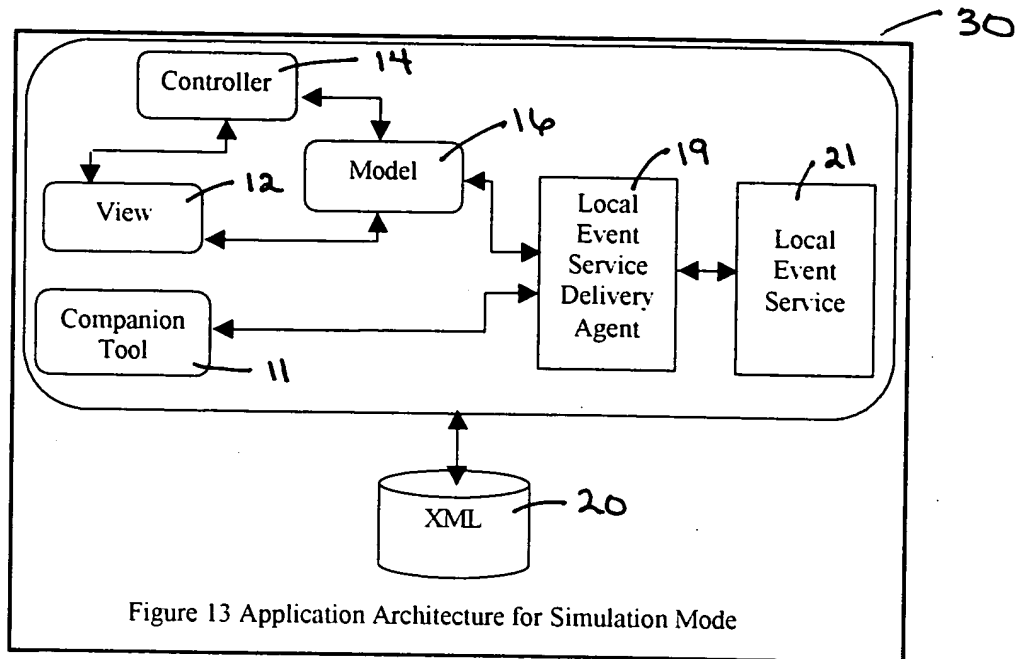 30
14
Controller
16
Model
19
21
12
View
Local
Event
Service
Delivery
Agent
Local
Event
Service
Companion
Tool
11
XML
20
Figure 13 Application Architecture for Simulation Mode